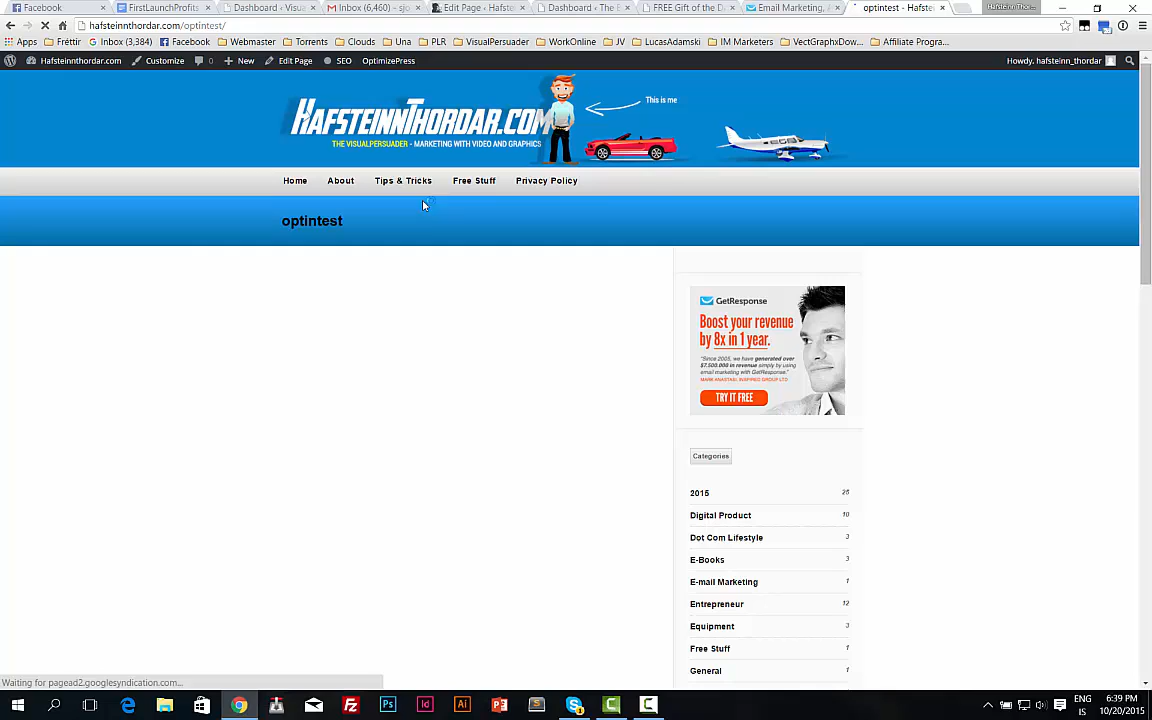 Facebook
FirstLaunchProfits
Dashboard ‹ Visua
Inbox (6,460) - sjo
Edit Page ‹ Hafste
Dashboard ‹ The E
FREE Gift of the D
Email Marketing, A
optintest - Hafste
HafsteinnThor...
hafsteinnthordar.com/optintest/
Apps
Fréttir
Inbox (3,384)
Facebook
Webmaster
Torrents
Clouds
Una
PLR
VisualPersuader
WorkOnline
JV
LucasAdamski
IM Marketers
VectGraphxDow...
Affiliate Progra...
Hafsteinnthordar.com
Customize
0
New
Edit Page
SEO
OptimizePress
Howdy, hafsteinn_thordar
HafsteinnThordar.com
THE VISUALPERSUADER - MARKETING WITH VIDEO AND GRAPHICS
This is me
Home
About
Tips & Tricks
Free Stuff
Privacy Policy
optintest
GetResponse
Boost your revenue
by 8x in 1 year.
"Since 2005, we have generated over
$7.500.000 in revenue simply by using
email marketing with GetResponse."
MARK ANASTASI, INSPIRED GROUP LTD
TRY IT FREE
Categories
2015 26
Digital Product 10
Dot Com Lifestyle 3
E-Books 3
E-mail Marketing 1
Entrepreneur 12
Equipment 3
Free Stuff 1
General 1
Waiting for pagead2.googlesyndication.com...
ENG
IS
6:39 PM
10/20/2015